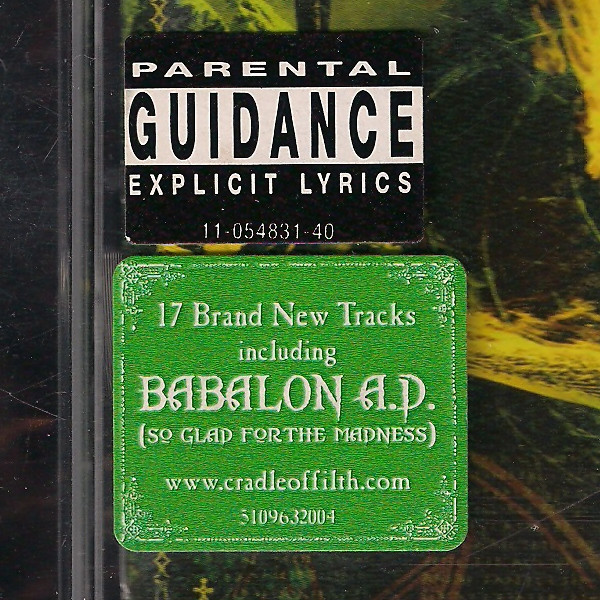 PARENTAL
GUIDANCE
EXPLICIT LYRICS
11-054831-40
17 Brand New Tracks
including
BABALON A.D.
(SO GLAD FOR THE MADNESS)
www.cradleoffilth.com
5109632004